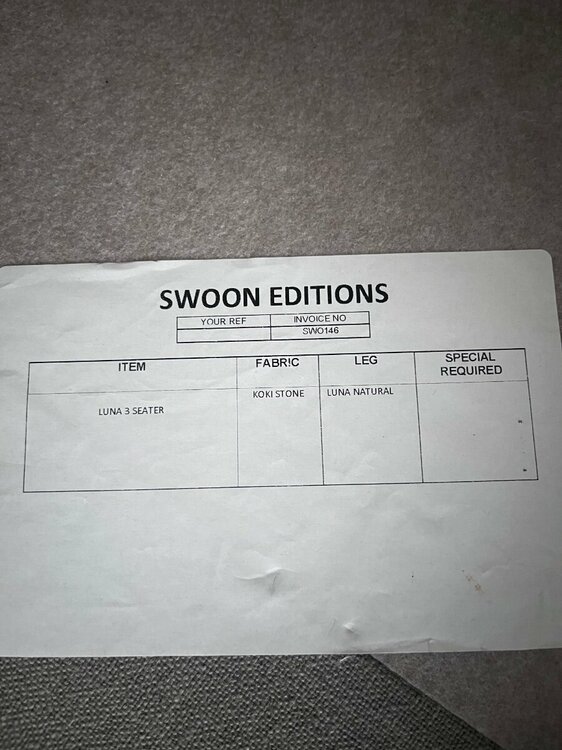 SWOON EDITIONS
YOUR REF INVOICE NO
SWO146
ITEM FABRIC LEG SPECIAL REQUIRED
LUNA 3 SEATER KOKI STONE LUNA NATURAL